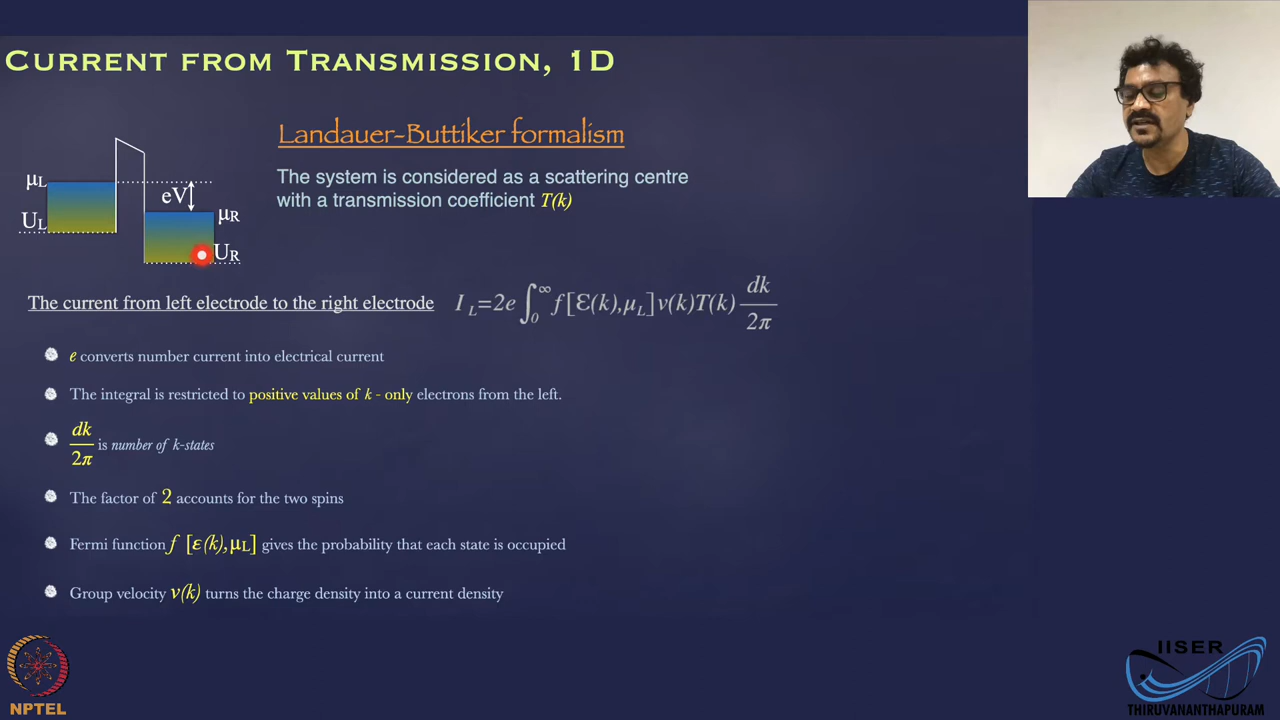 Current from Transmission, 1D
Landauer-Buttiker formalism
The system is considered as a scattering centre
with a transmission coefficient T(k)
μL
UL
eV
μR
UR
The current from left electrode to the right electrode
I_L=2e∫_0^∞ f[Ɛ(k),μ_L]v(k)T(k) dk/2π
e converts number current into electrical current
The integral is restricted to positive values of k - only electrons from the left.
dk/2π is number of k-states
The factor of 2 accounts for the two spins
Fermi function f [ε(k),μL] gives the probability that each state is occupied
Group velocity v(k) turns the charge density into a current density
NPTEL
IISER
THIRUVANANTHAPURAM